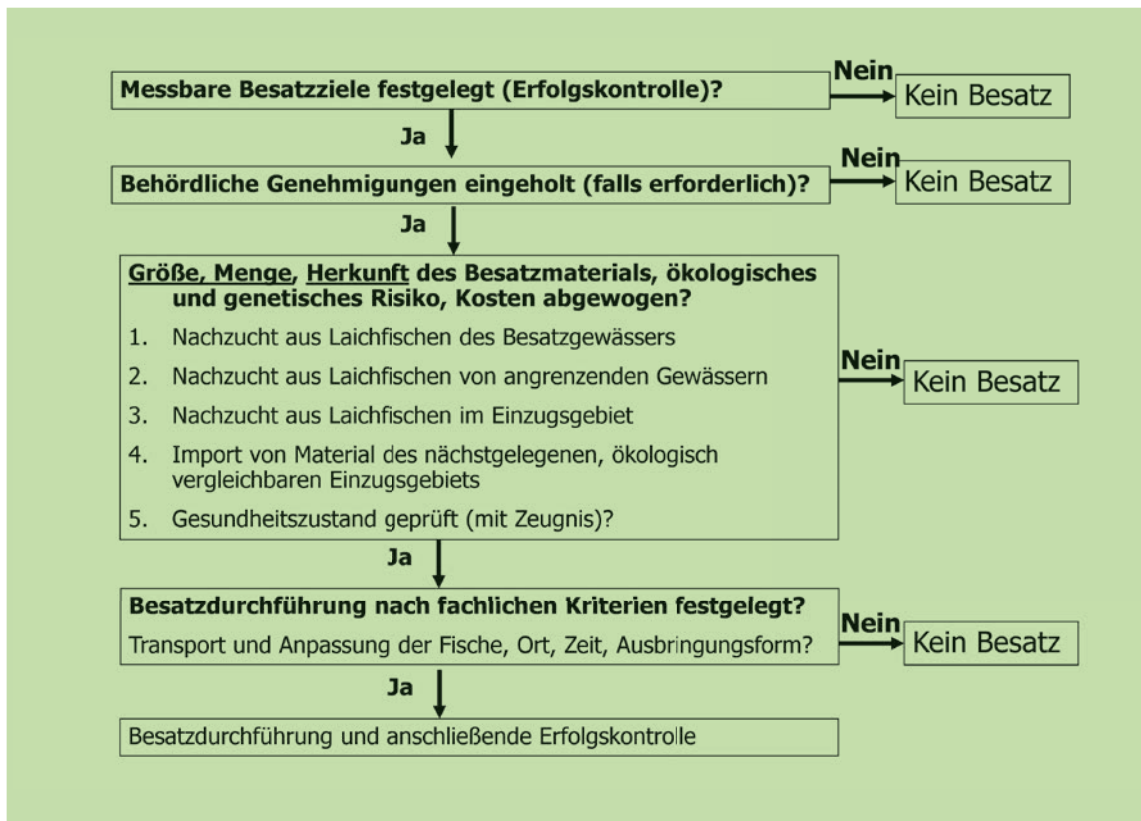 Messbare Besatzziele festgelegt (Erfolgskontrolle)?
Nein
Kein Besatz
Ja
Behördliche Genehmigungen eingeholt (falls erforderlich)?
Nein
Kein Besatz
Ja
Größe, Menge, Herkunft des Besatzmaterials, ökologisches
und genetisches Risiko, Kosten abgewogen?
1. Nachzucht aus Laichfischen des Besatzgewässers
2. Nachzucht aus Laichfischen von angrenzenden Gewässern
3. Nachzucht aus Laichfischen im Einzugsgebiet
4. Import von Material des nächstgelegenen, ökologisch
vergleichbaren Einzugsgebiets
5. Gesundheitszustand geprüft (mit Zeugnis)?
Nein
Kein Besatz
Ja
Besatzdurchführung nach fachlichen Kriterien festgelegt?
Transport und Anpassung der Fische, Ort, Zeit, Ausbringungsform?
Nein
Kein Besatz
Ja
Besatzdurchführung und anschließende Erfolgskontrolle